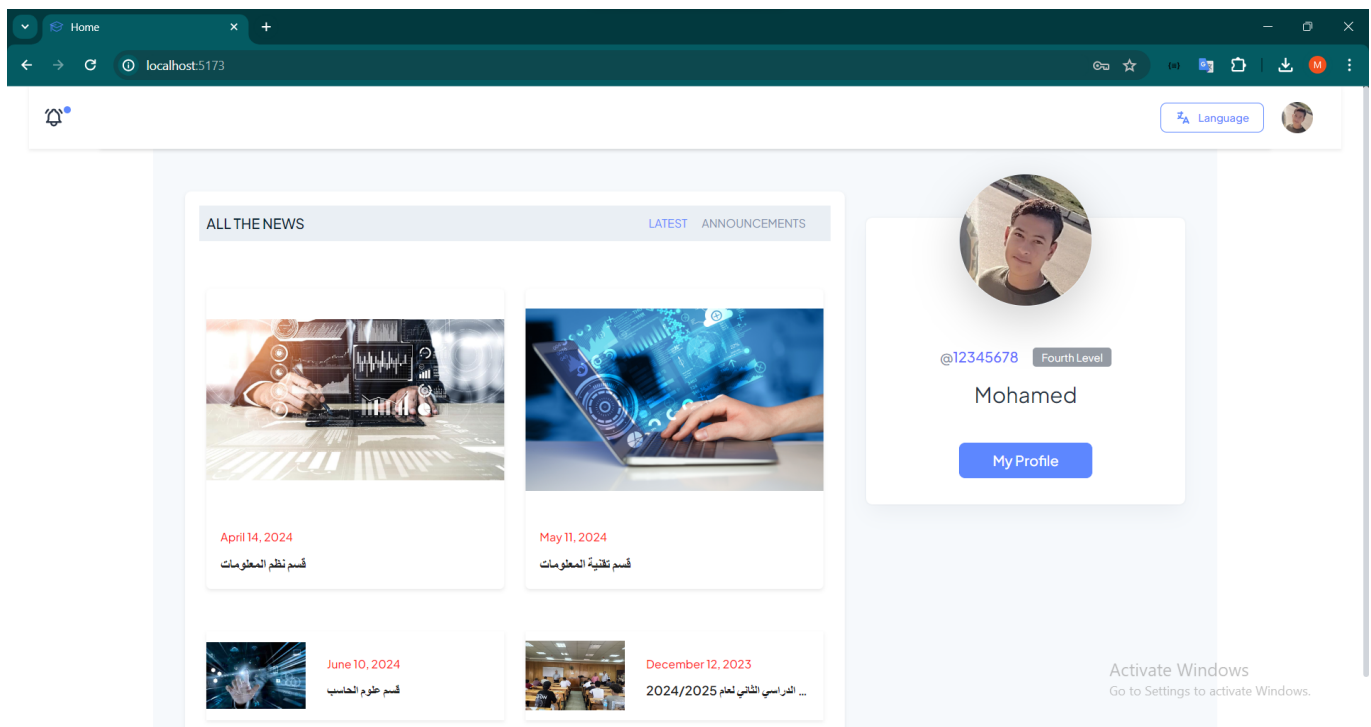 Home
localhost:5173
M
Language
ALL THE NEWS
LATEST ANNOUNCEMENTS
@12345678 Fourth Level
Mohamed
My Profile
April 14, 2024
قسم نظم المعلومات
May 11, 2024
قسم تقنية المعلومات
June 10, 2024
قسم علوم الحاسب
December 12, 2023
... الدراسي الثاني لعام 2024/2025
Activate Windows
Go to Settings to activate Windows.